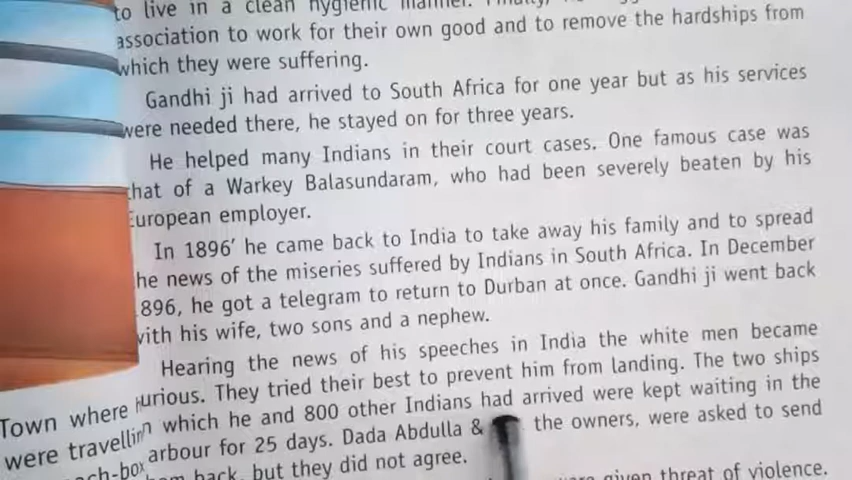 to live in a clean hygienic manner. Finally,
association to work for their own good and to remove the hardships from
which they were suffering.
Gandhi ji had arrived to South Africa for one year but as his services
were needed there, he stayed on for three years.
He helped many Indians in their court cases. One famous case was
that of a Warkey Balasundaram, who had been severely beaten by his
European employer.
In 1896' he came back to India to take away his family and to spread
he news of the miseries suffered by Indians in South Africa. In December
896, he got a telegram to return to Durban at once. Gandhi ji went back
with his wife, two sons and a nephew.
Hearing the news of his speeches in India the white men became
urious. They tried their best to prevent him from landing. The two ships
n which he and 800 other Indians had arrived were kept waiting in the
arbour for 25 days. Dada Abdulla & the owners, were asked to send
back, but they did not agree.
were given threat of violence.
Town where
were travellin
ch-box